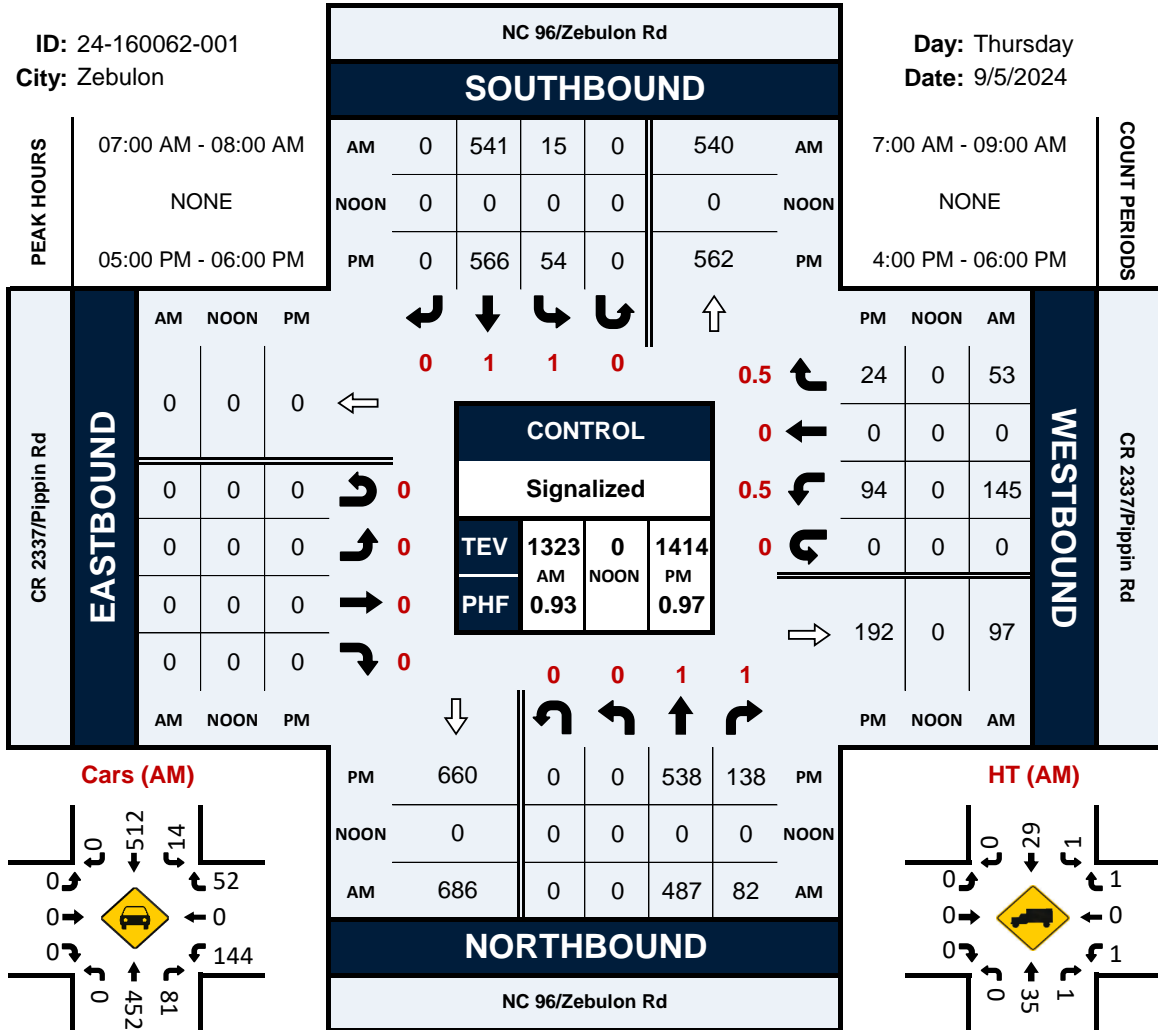 ID: 24-160062-001
City: Zebulon
NC 96/Zebulon Rd
SOUTHBOUND
Day: Thursday
Date: 9/5/2024
PEAK HOURS
07:00 AM - 08:00 AM
NONE
05:00 PM - 06:00 PM
AM 0 541 15 0 540 AM
NOON 0 0 0 0 0 NOON
PM 0 566 54 0 562 PM
7:00 AM - 09:00 AM
NONE
4:00 PM - 06:00 PM
COUNT PERIODS
0 1 1 0
CR 2337/Pippin Rd
EASTBOUND
AM NOON PM
0 0 0
0 0 0 0
0 0 0 0
0 0 0 0
0 0 0 0
AM NOON PM
CONTROL
Signalized
TEV 1323 0 1414
AM NOON PM
PHF 0.93 0.97
PM NOON AM
0.5 24 0 53
0 0 0 0
0.5 94 0 145
0 0 0 0
192 0 97
PM NOON AM
WESTBOUND
CR 2337/Pippin Rd
0 0 1 1
PM 660 0 0 538 138 PM
NOON 0 0 0 0 0 NOON
AM 686 0 0 487 82 AM
NORTHBOUND
NC 96/Zebulon Rd
Cars (AM)
0 512 14
0 52
0 0
0 144
0 452 81
HT (AM)
0 29 1
0 1
0 0
0 1
0 35 1